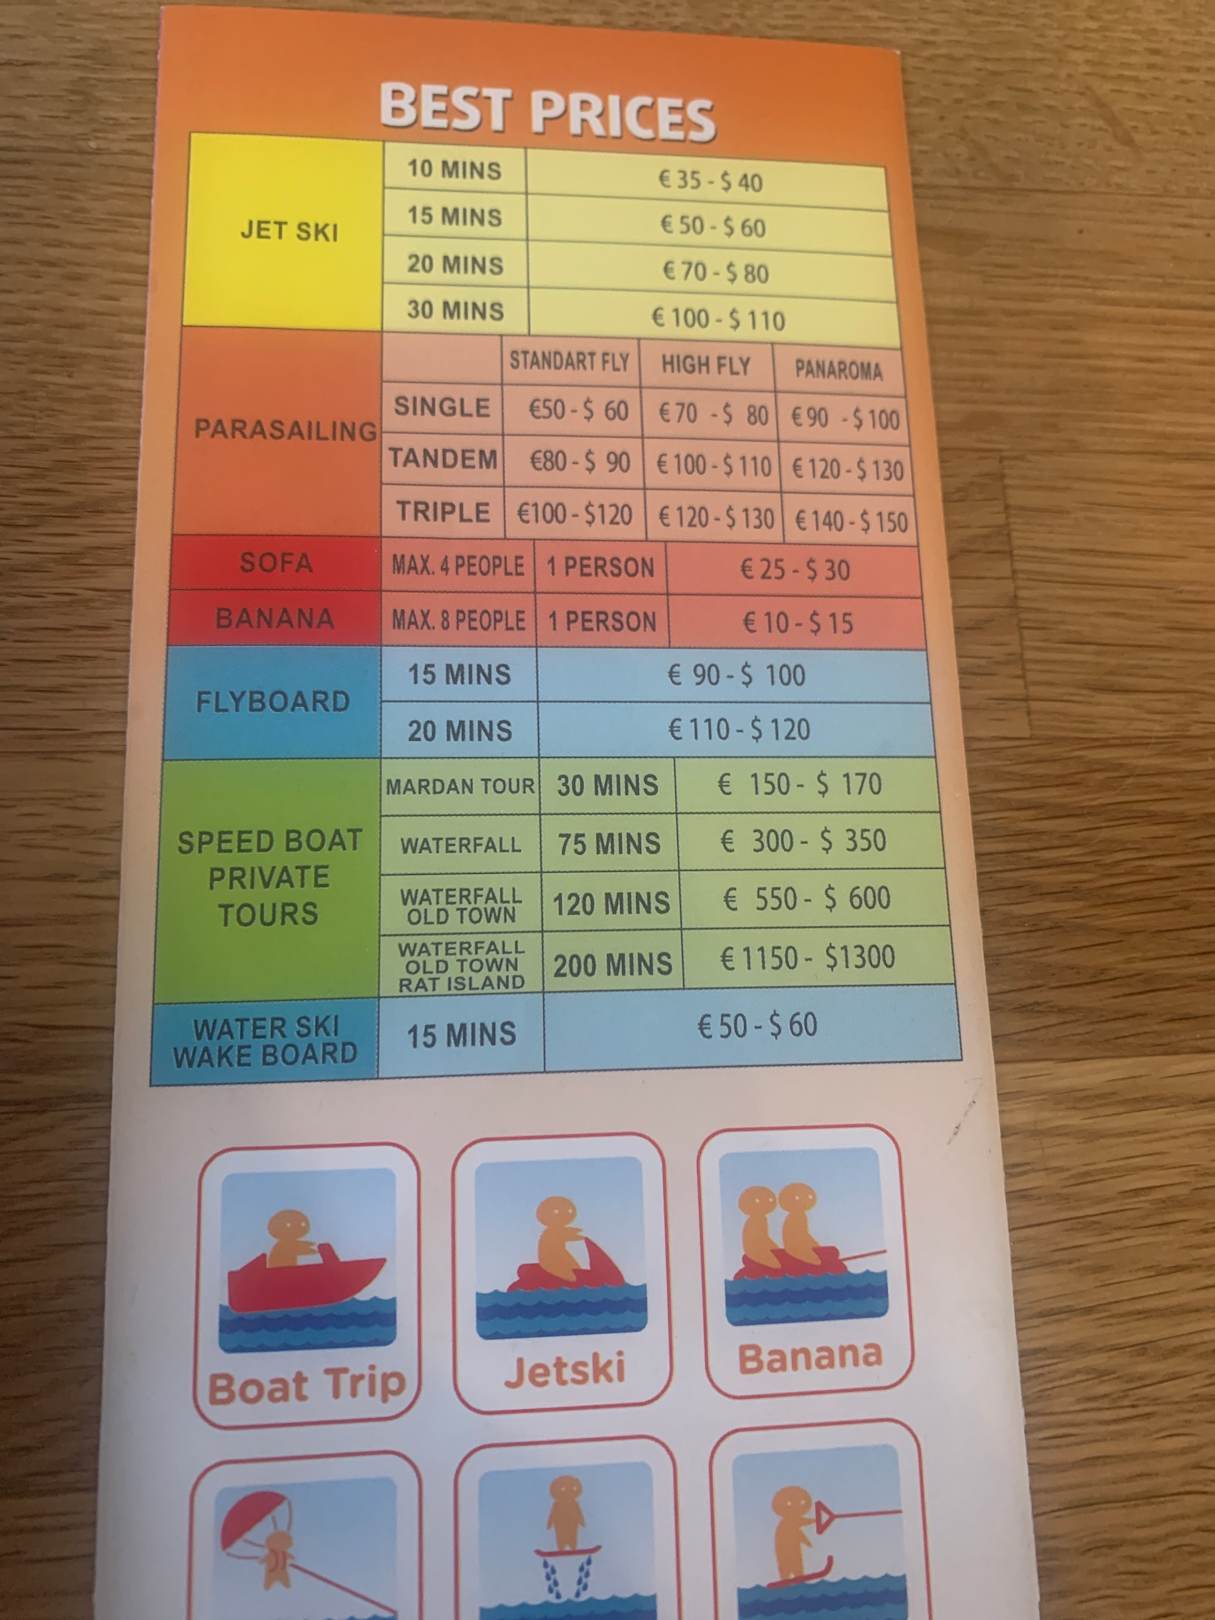 BEST PRICES
JET SKI
10 MINS € 35 - $ 40
15 MINS € 50 - $ 60
20 MINS € 70 - $ 80
30 MINS € 100 - $ 110
PARASAILING
STANDART FLY HIGH FLY PANAROMA
SINGLE €50 - $ 60 € 70 - $ 80 € 90 - $ 100
TANDEM €80 - $ 90 € 100 - $ 110 € 120 - $ 130
TRIPLE €100 - $120 € 120 - $ 130 € 140 - $ 150
SOFA MAX. 4 PEOPLE 1 PERSON € 25 - $ 30
BANANA MAX. 8 PEOPLE 1 PERSON € 10 - $ 15
FLYBOARD
15 MINS € 90 - $ 100
20 MINS € 110 - $ 120
SPEED BOAT
PRIVATE
TOURS
MARDAN TOUR 30 MINS € 150 - $ 170
WATERFALL 75 MINS € 300 - $ 350
WATERFALL
OLD TOWN 120 MINS € 550 - $ 600
WATERFALL
OLD TOWN
RAT ISLAND 200 MINS € 1150 - $1300
WATER SKI
WAKE BOARD 15 MINS € 50 - $ 60
Boat Trip Jetski Banana